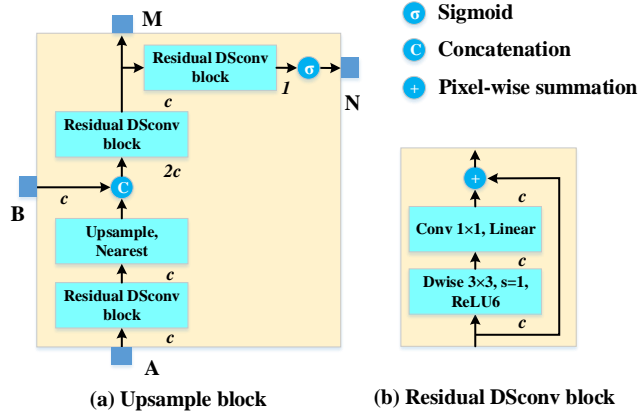 M
σ Sigmoid
Residual DSconv
block
σ
1
C Concatenation
N
c
+ Pixel-wise summation
Residual DSconv
block
2c
B
c
C
+
c
Upsample,
Nearest
Conv 1×1, Linear
c
c
Residual DSconv
block
Dwise 3×3, s=1,
ReLU6
c
c
A
(a) Upsample block
(b) Residual DSconv block